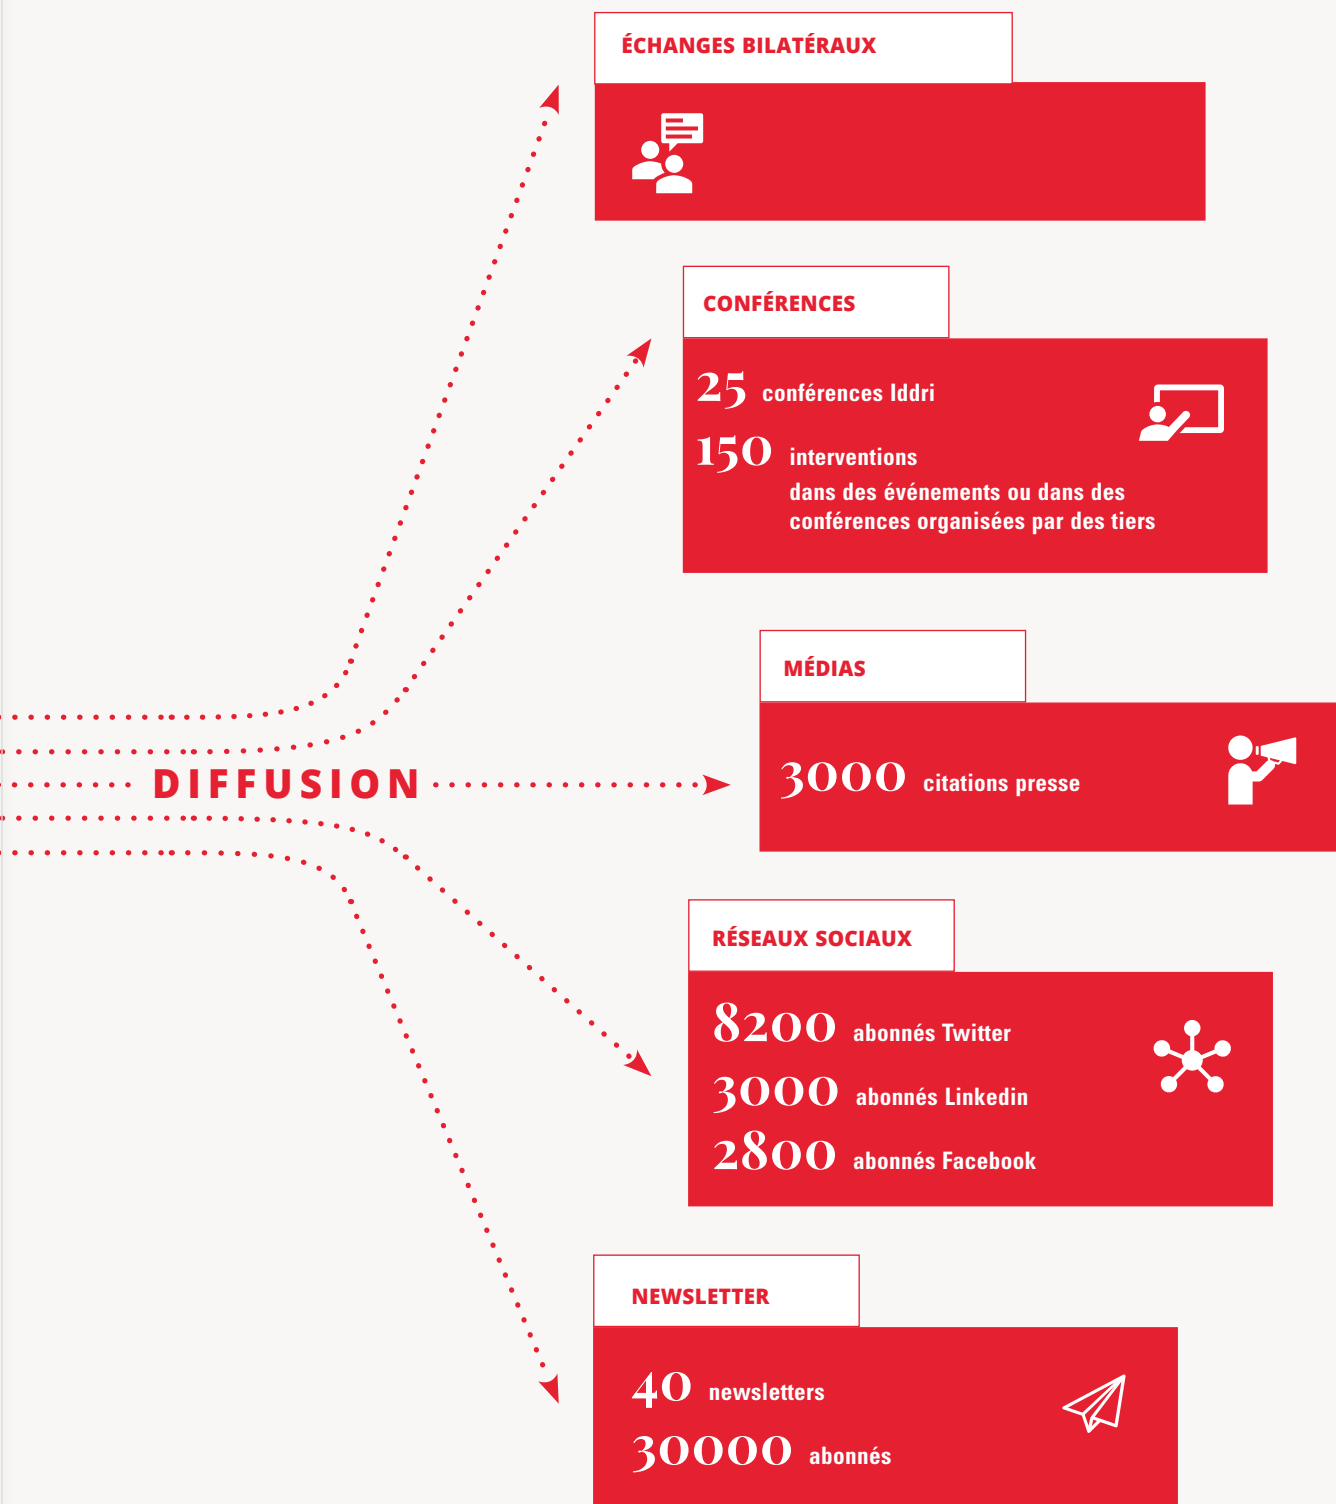 ÉCHANGES BILATÉRAUX
CONFÉRENCES
25 conférences Iddri
150 interventions
dans des événements ou dans des
conférences organisées par des tiers
MÉDIAS
DIFFUSION
3000 citations presse
RÉSEAUX SOCIAUX
8200 abonnés Twitter
3000 abonnés Linkedin
2800 abonnés Facebook
NEWSLETTER
40 newsletters
30000 abonnés